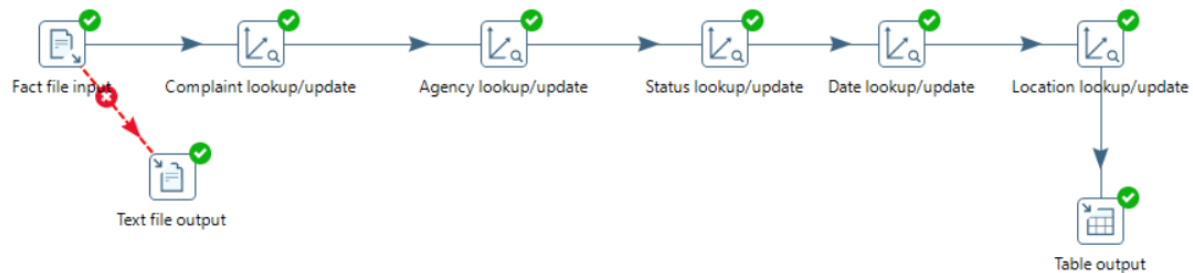 Fact file input
Complaint lookup/update
Agency lookup/update
Status lookup/update
Date lookup/update
Location lookup/update
Text file output
Table output